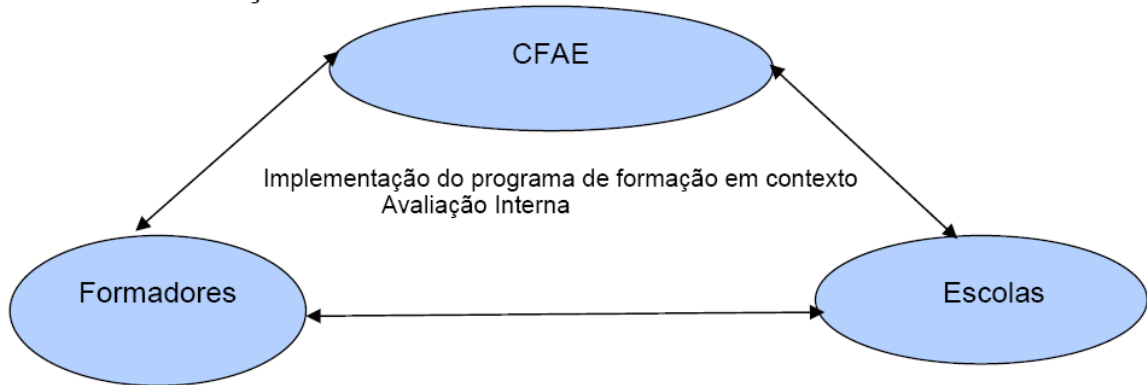 CFAE
Implementação do programa de formação em contexto
Avaliação Interna
Formadores
Escolas